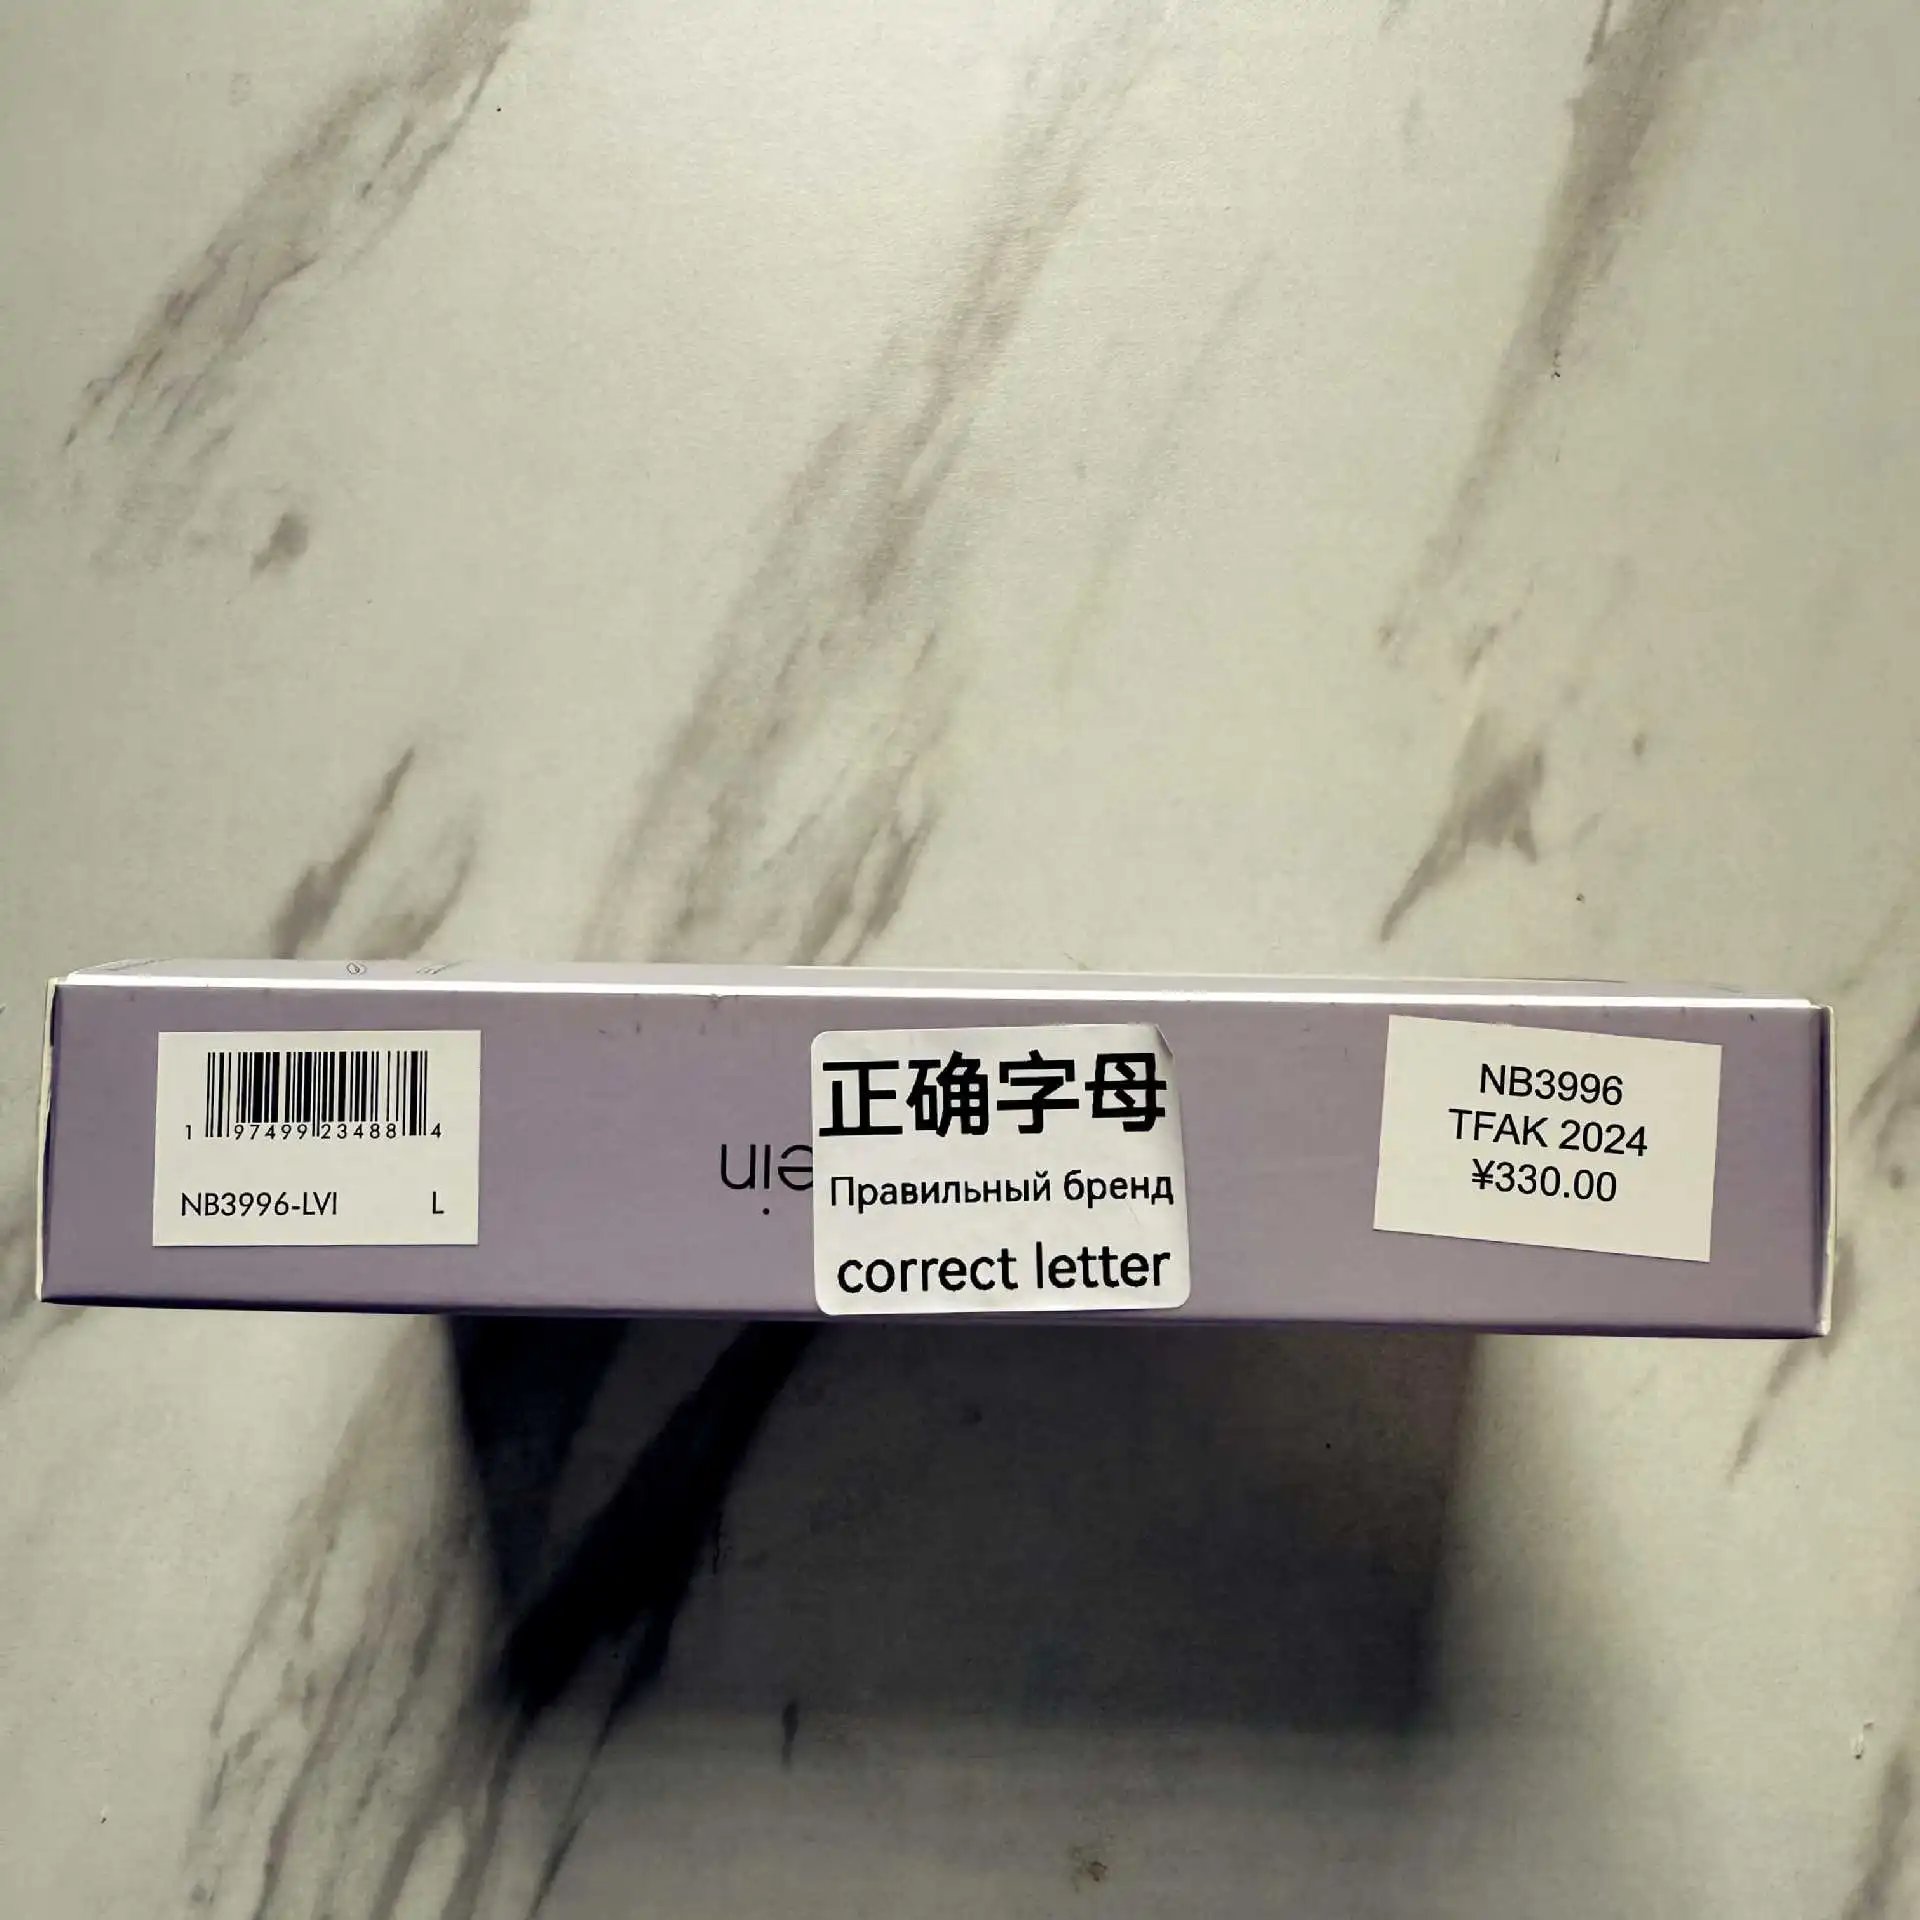 1 97499 23488 4
NB3996-LVI L
正确字母
Правильный бренд
correct letter
NB3996
TFAK 2024
¥330.00